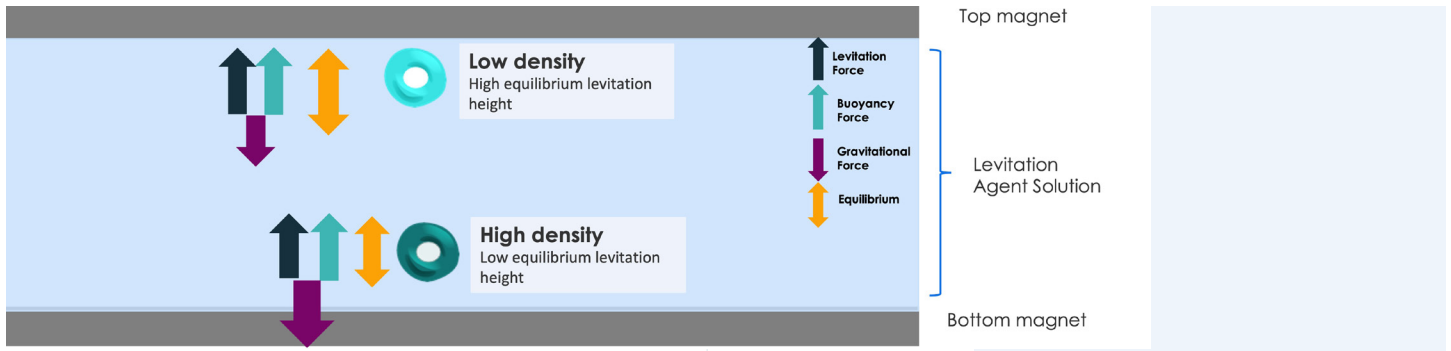 Top magnet
Low density
High equilibrium levitation
height
Levitation
Force
Buoyancy
Force
Gravitational
Force
Equilibrium
Levitation
Agent Solution
High density
Low equilibrium levitation
height
Bottom magnet